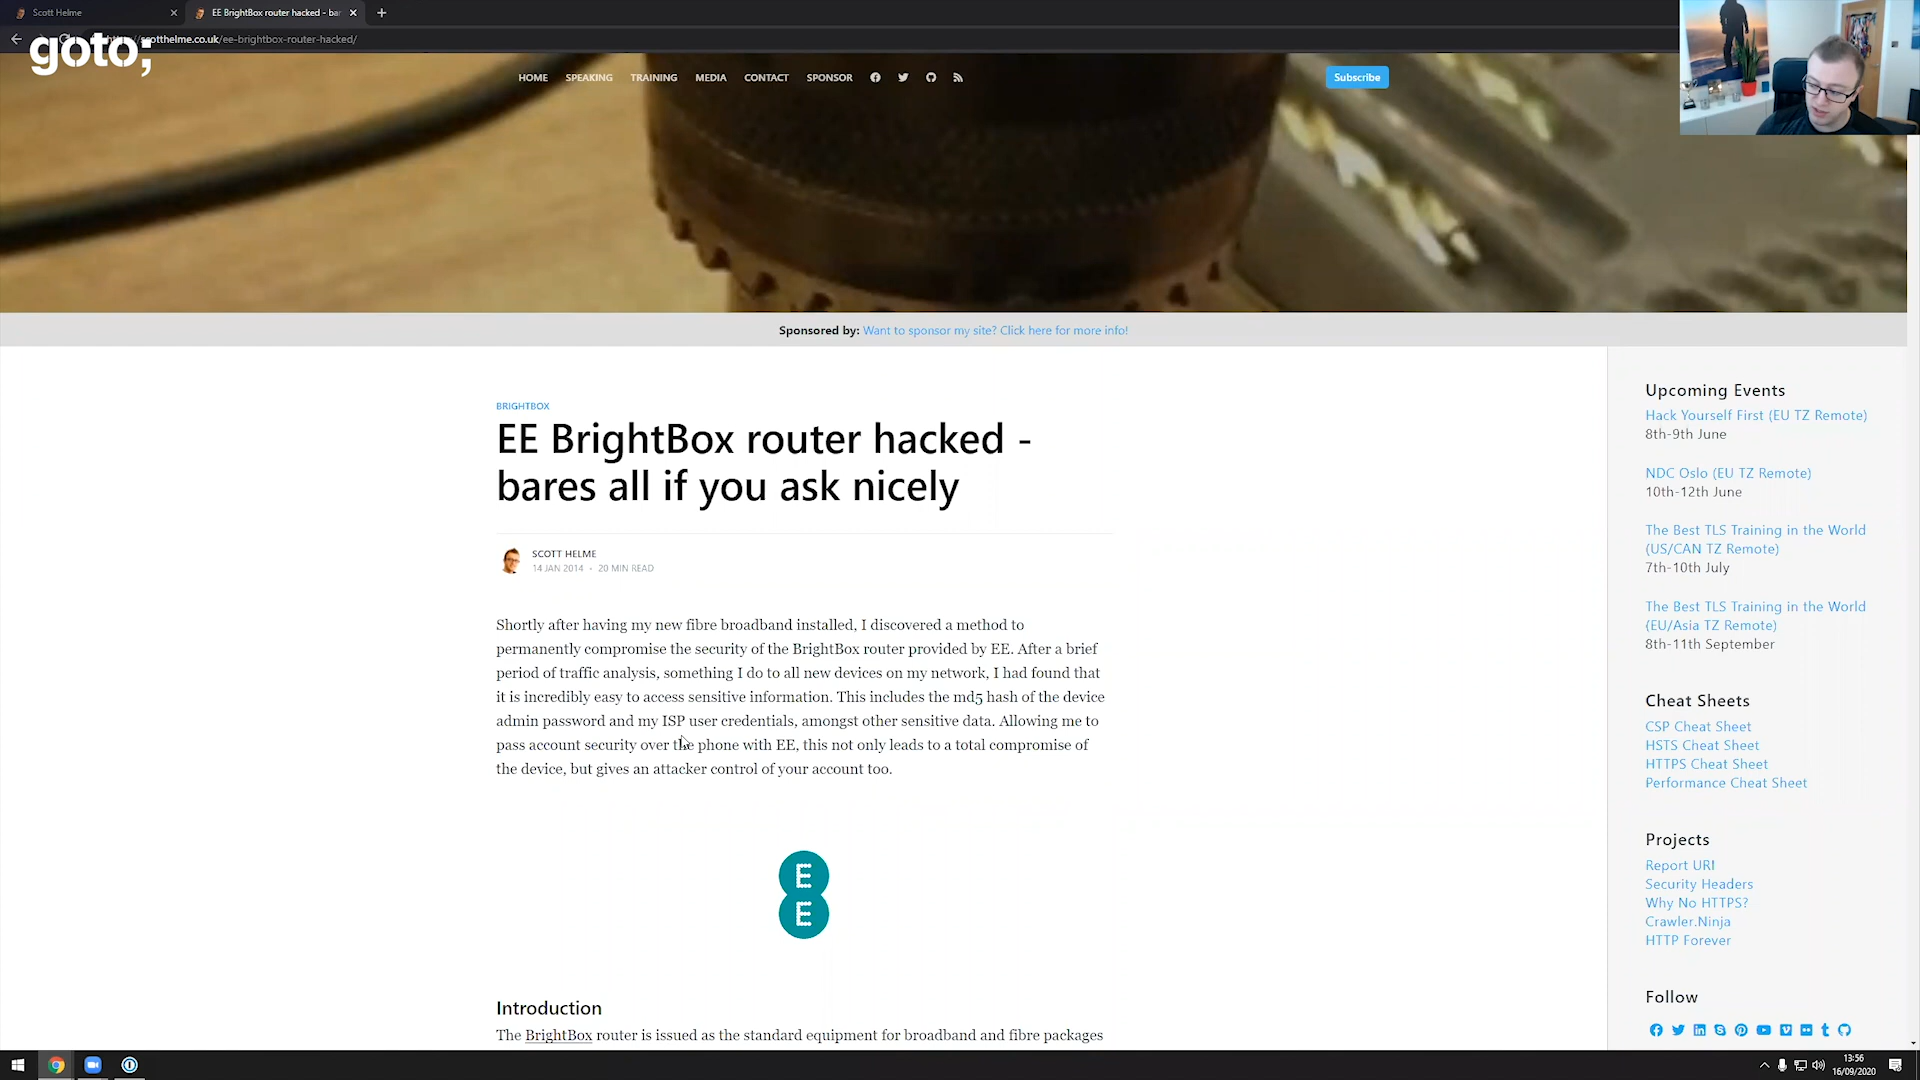 Scott Helme
EE BrightBox router hacked - bar
scotthelme.co.uk/ee-brightbox-router-hacked/
goto;
HOME SPEAKING TRAINING MEDIA CONTACT SPONSOR
Subscribe
Sponsored by: Want to sponsor my site? Click here for more info!
BRIGHTBOX
EE BrightBox router hacked -
bares all if you ask nicely
SCOTT HELME
14 JAN 2014 • 20 MIN READ
Shortly after having my new fibre broadband installed, I discovered a method to
permanently compromise the security of the BrightBox router provided by EE. After a brief
period of traffic analysis, something I do to all new devices on my network, I had found that
it is incredibly easy to access sensitive information. This includes the md5 hash of the device
admin password and my ISP user credentials, amongst other sensitive data. Allowing me to
pass account security over the phone with EE, this not only leads to a total compromise of
the device, but gives an attacker control of your account too.
E
E
Introduction
The BrightBox router is issued as the standard equipment for broadband and fibre packages
Upcoming Events
Hack Yourself First (EU TZ Remote)
8th-9th June
NDC Oslo (EU TZ Remote)
10th-12th June
The Best TLS Training in the World
(US/CAN TZ Remote)
7th-10th July
The Best TLS Training in the World
(EU/Asia TZ Remote)
8th-11th September
Cheat Sheets
CSP Cheat Sheet
HSTS Cheat Sheet
HTTPS Cheat Sheet
Performance Cheat Sheet
Projects
Report URI
Security Headers
Why No HTTPS?
Crawler.Ninja
HTTP Forever
Follow
13:56
16/09/2020